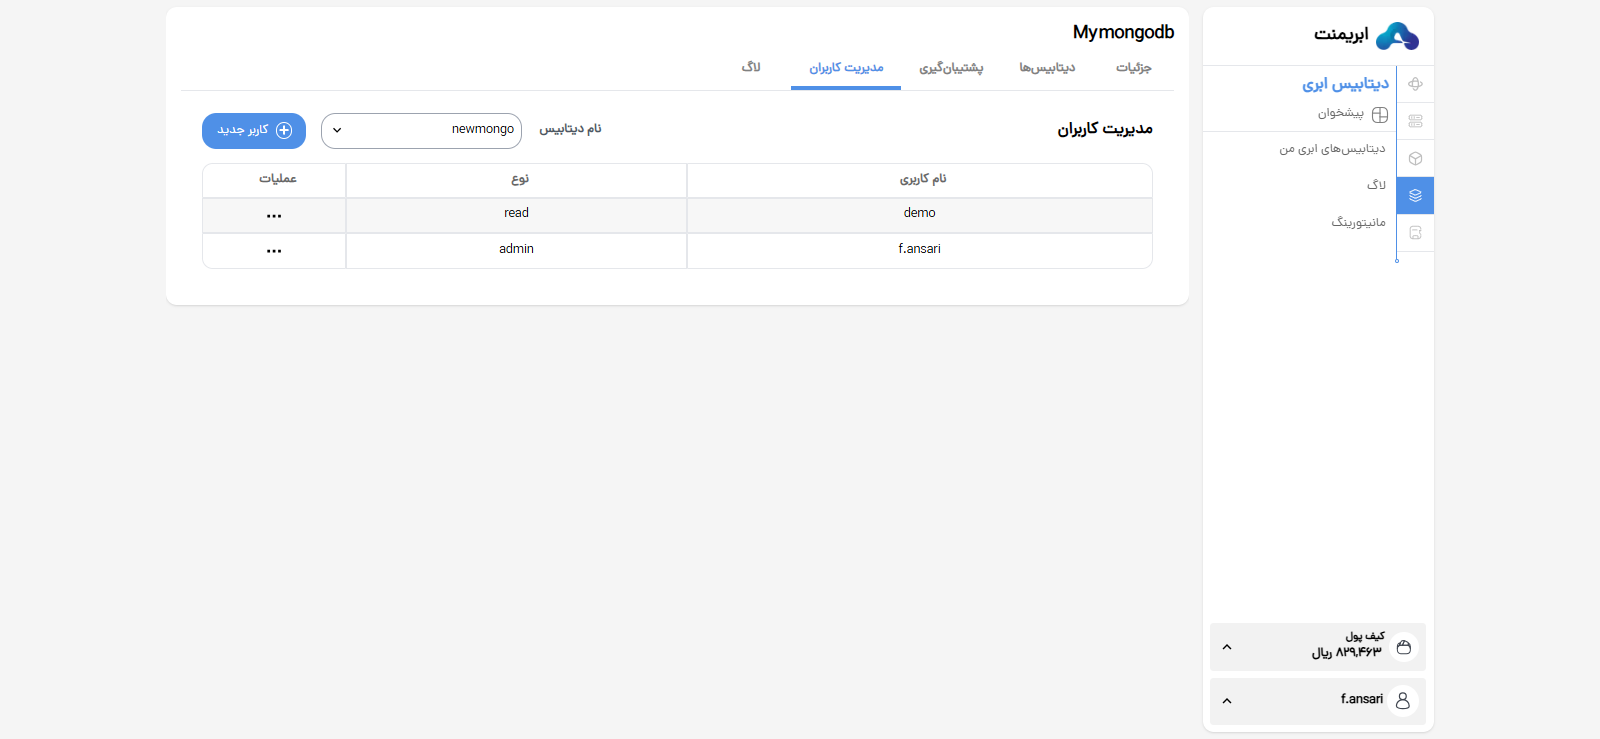 ابریمنت
دیتابیس ابری
پیشخوان
دیتابیس‌های ابری من
لاگ
مانیتورینگ
کیف پول
۸۲۹,۴۶۳ ریال
f.ansari
Mymongodb
جزئیات دیتابیس‌ها پشتیبان‌گیری مدیریت کاربران لاگ
مدیریت کاربران نام دیتابیس newmongo کاربر جدید
نام کاربری نوع عملیات
demo read
f.ansari admin